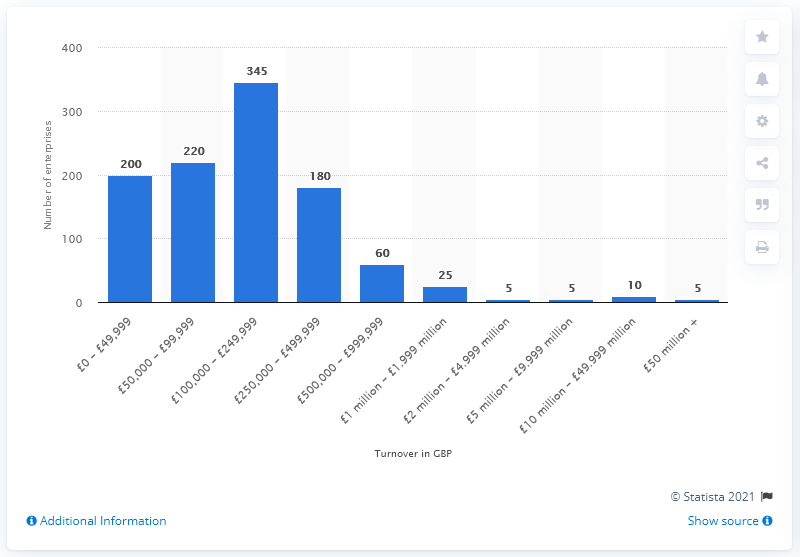 400
300
200
100
0
Number of enterprises
200
220
345
180
60
25
5
5
10
5
£0 – £49,999
£50,000 – £99,999
£100,000 – £249,999
£250,000 – £499,999
£500,000 – £999,999
£1 million – £1.999 million
£2 million – £4.999 million
£5 million – £9.999 million
£10 million – £49.999 million
£50 million +
Turnover in GBP
© Statista 2021
Additional Information
Show source